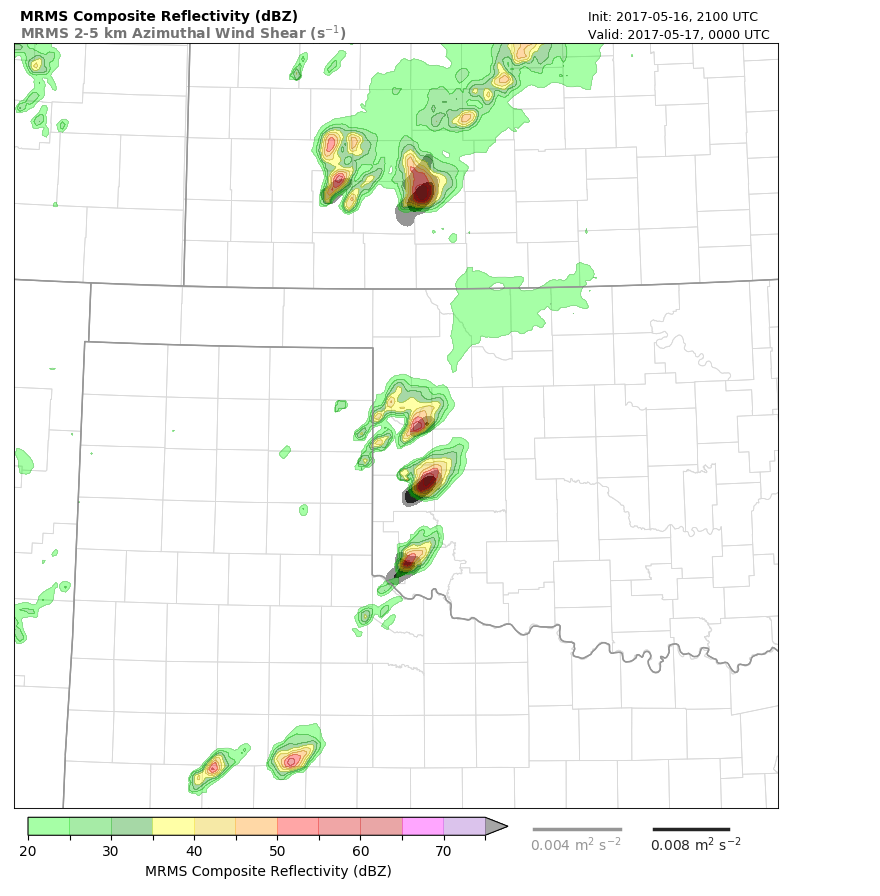 MRMS Composite Reflectivity (dBZ)
MRMS 2-5 km Azimuthal Wind Shear (s⁻¹)
Init: 2017-05-16, 2100 UTC
Valid: 2017-05-17, 0000 UTC
20 30 40 50 60 70
MRMS Composite Reflectivity (dBZ)
0.004 m² s⁻²
0.008 m² s⁻²